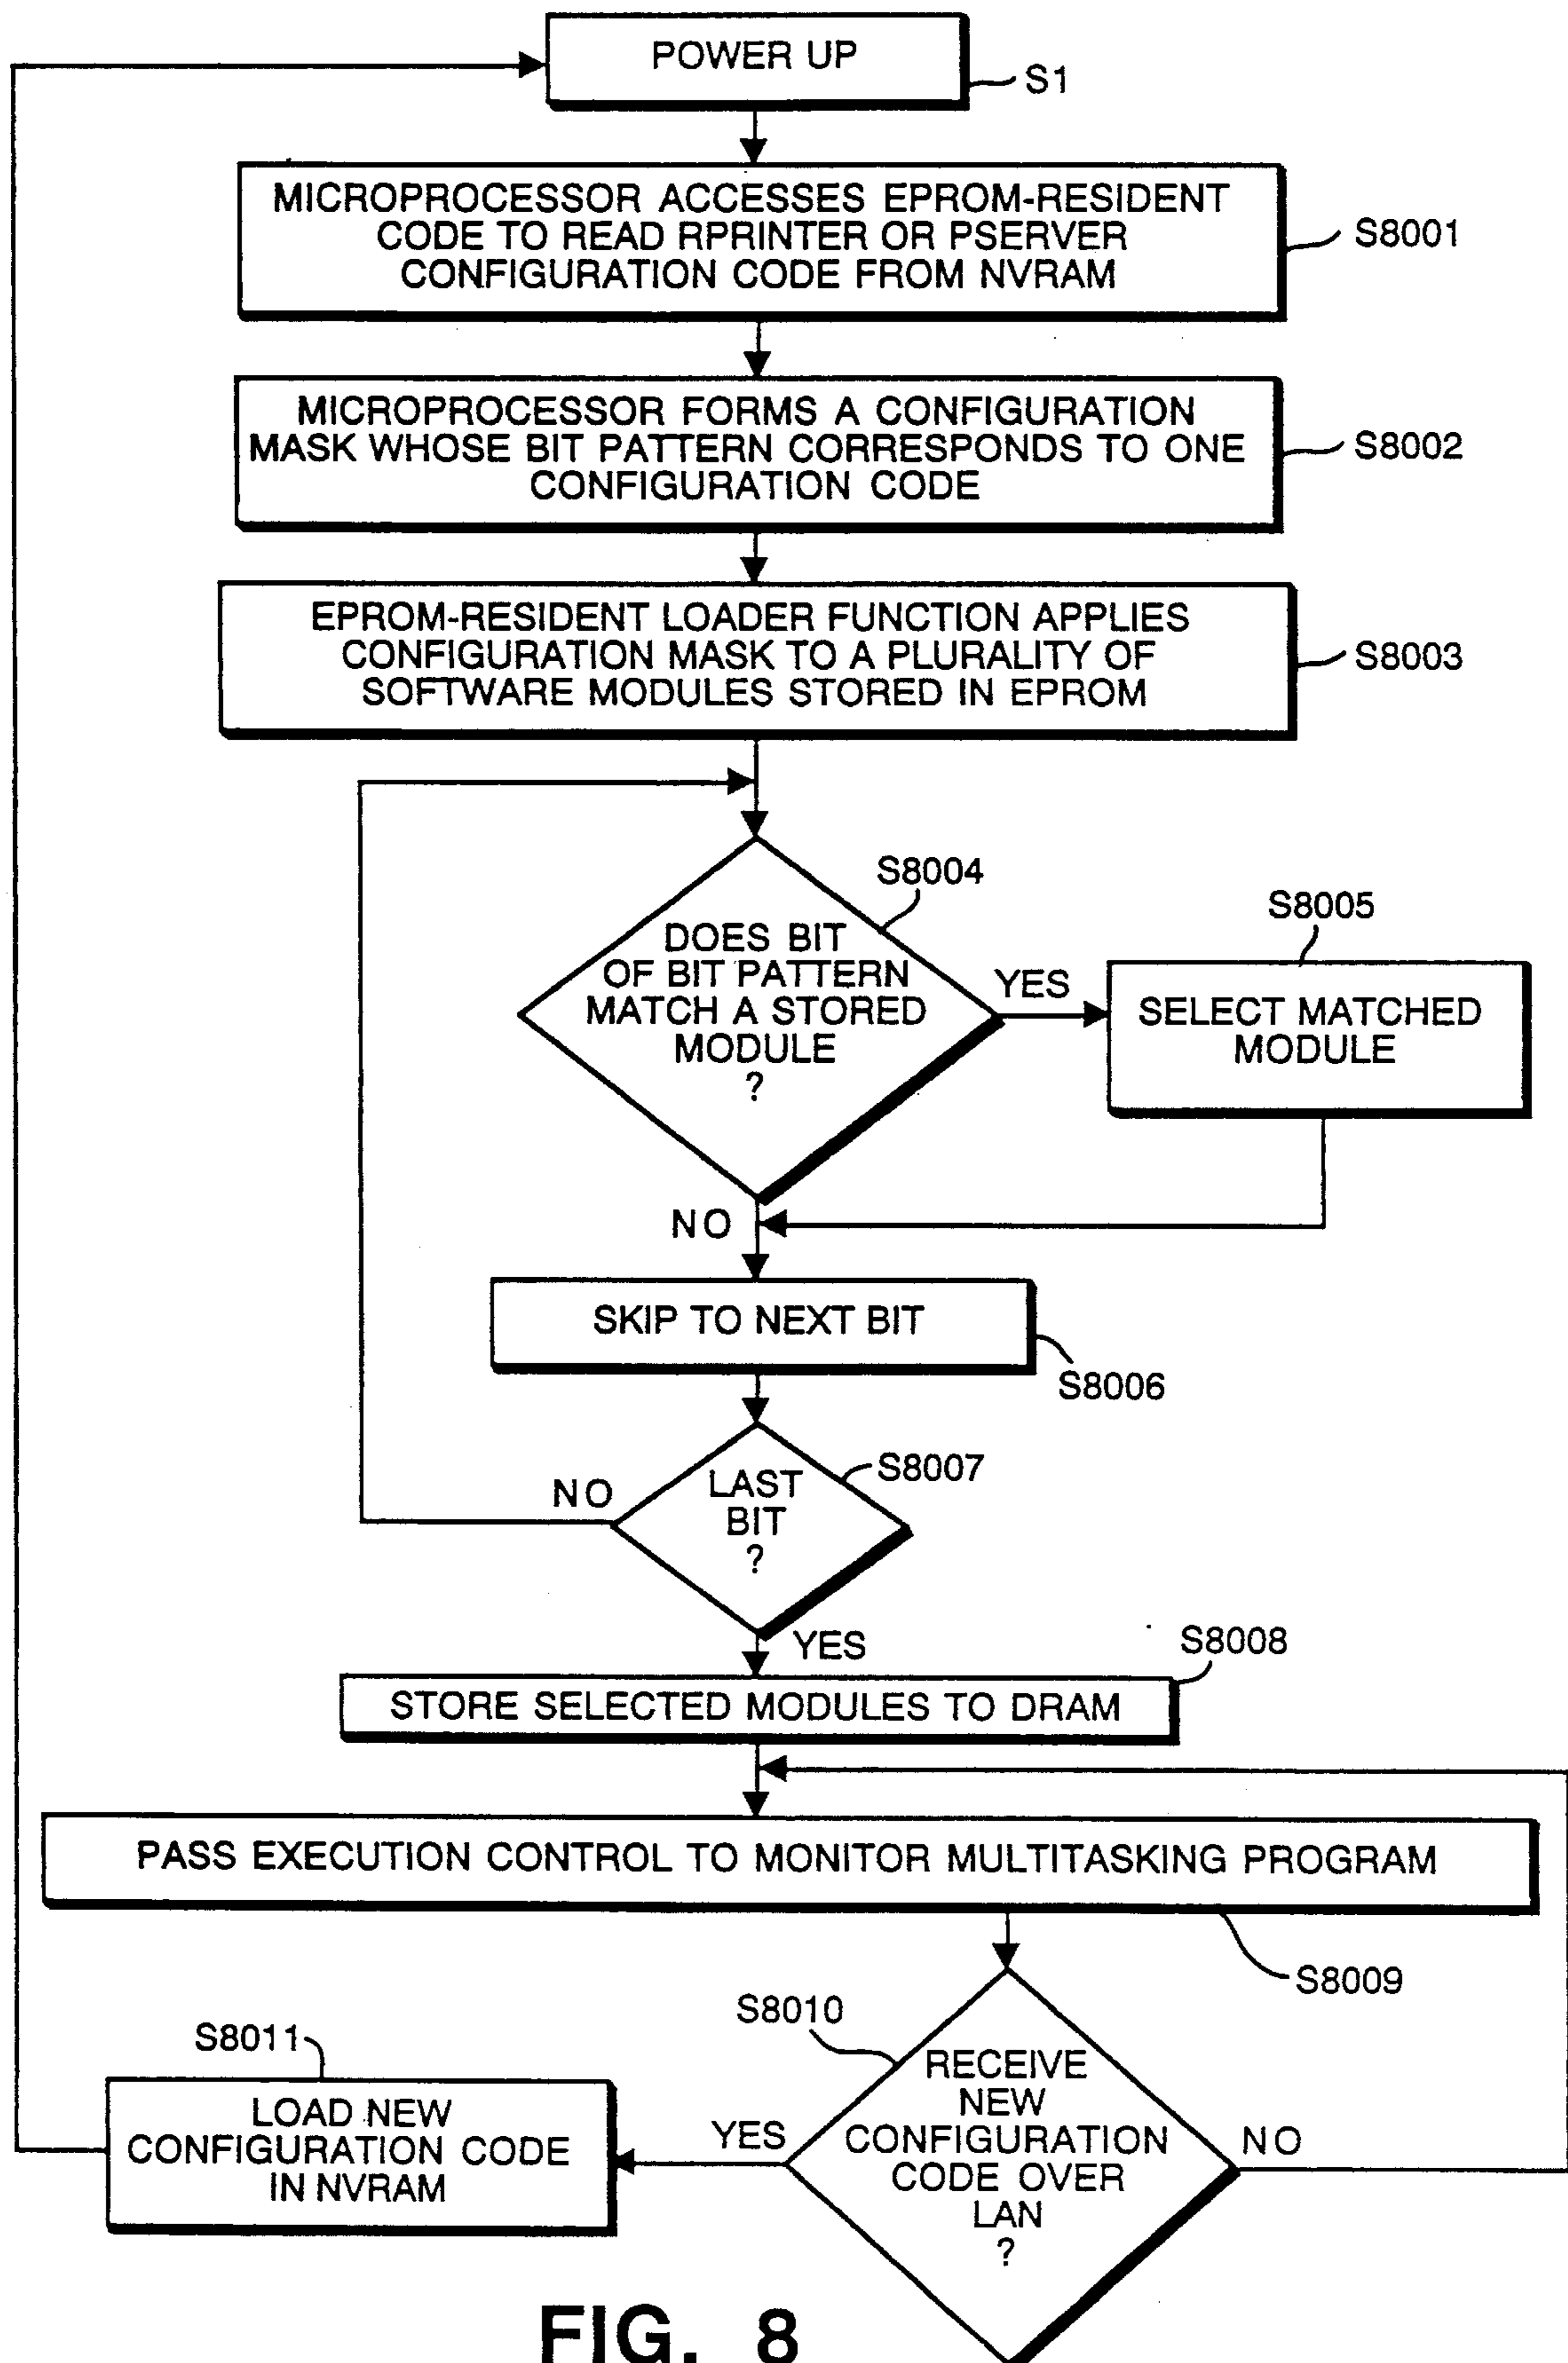 POWER UP
S1
MICROPROCESSOR ACCESSES EPROM-RESIDENT
CODE TO READ RPRINTER OR PSERVER
CONFIGURATION CODE FROM NVRAM
S8001
MICROPROCESSOR FORMS A CONFIGURATION
MASK WHOSE BIT PATTERN CORRESPONDS TO ONE
CONFIGURATION CODE
S8002
EPROM-RESIDENT LOADER FUNCTION APPLIES
CONFIGURATION MASK TO A PLURALITY OF
SOFTWARE MODULES STORED IN EPROM
S8003
S8004
DOES BIT
OF BIT PATTERN
MATCH A STORED
MODULE
?
YES
S8005
SELECT MATCHED
MODULE
NO
SKIP TO NEXT BIT
S8006
S8007
LAST
BIT
?
NO
YES
S8008
STORE SELECTED MODULES TO DRAM
PASS EXECUTION CONTROL TO MONITOR MULTITASKING PROGRAM
S8009
S8010
RECEIVE
NEW
CONFIGURATION
CODE OVER
LAN
?
YES
NO
S8011
LOAD NEW
CONFIGURATION CODE
IN NVRAM
FIG. 8